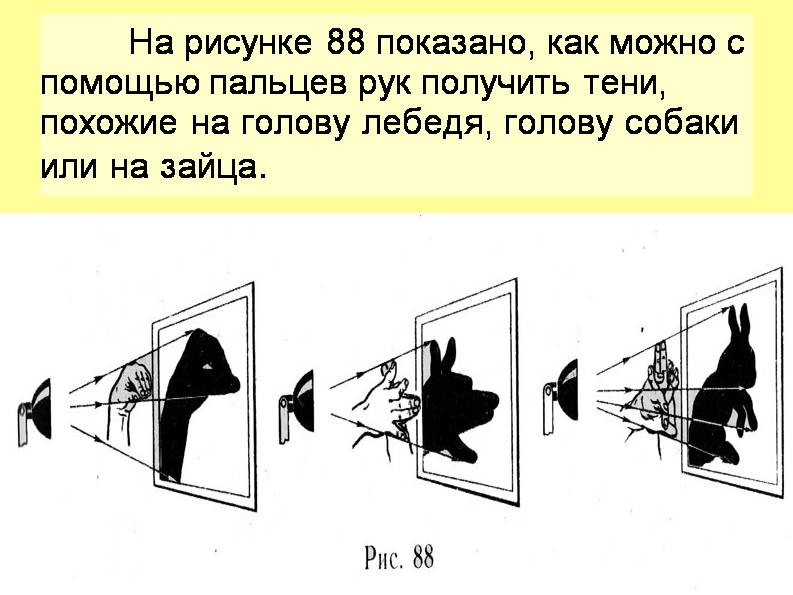 На рисунке 88 показано, как можно с
помощью пальцев рук получить тени,
похожие на голову лебедя, голову собаки
или на зайца.
Рис. 88